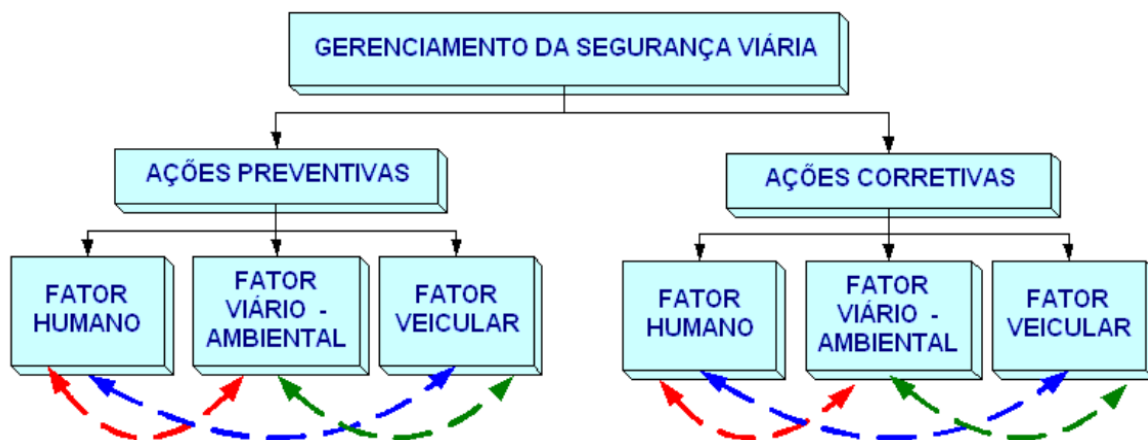 GERENCIAMENTO DA SEGURANÇA VIÁRIA
AÇÕES PREVENTIVAS
AÇÕES CORRETIVAS
FATOR
HUMANO
FATOR
VIÁRIO -
AMBIENTAL
FATOR
VEICULAR
FATOR
HUMANO
FATOR
VIÁRIO -
AMBIENTAL
FATOR
VEICULAR